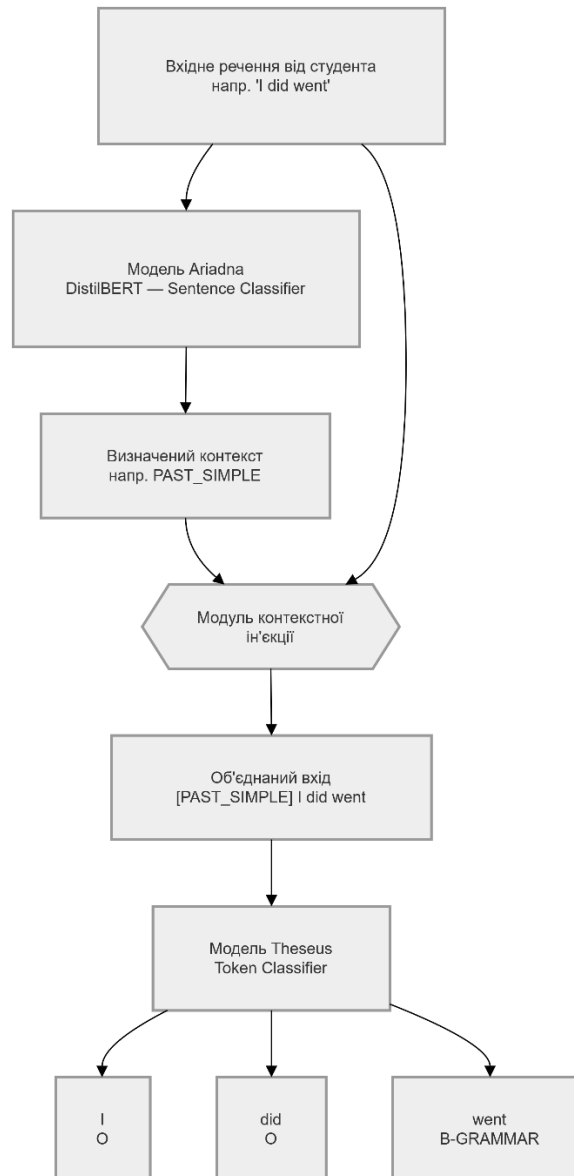 Вхідне речення від студента
напр. 'I did went'
Модель Ariadna
DistilBERT — Sentence Classifier
Визначений контекст
напр. PAST_SIMPLE
Модуль контекстної
ін'єкції
Об'єднаний вхід
[PAST_SIMPLE] I did went
Модель Theseus
Token Classifier
I
O
did
O
went
B-GRAMMAR